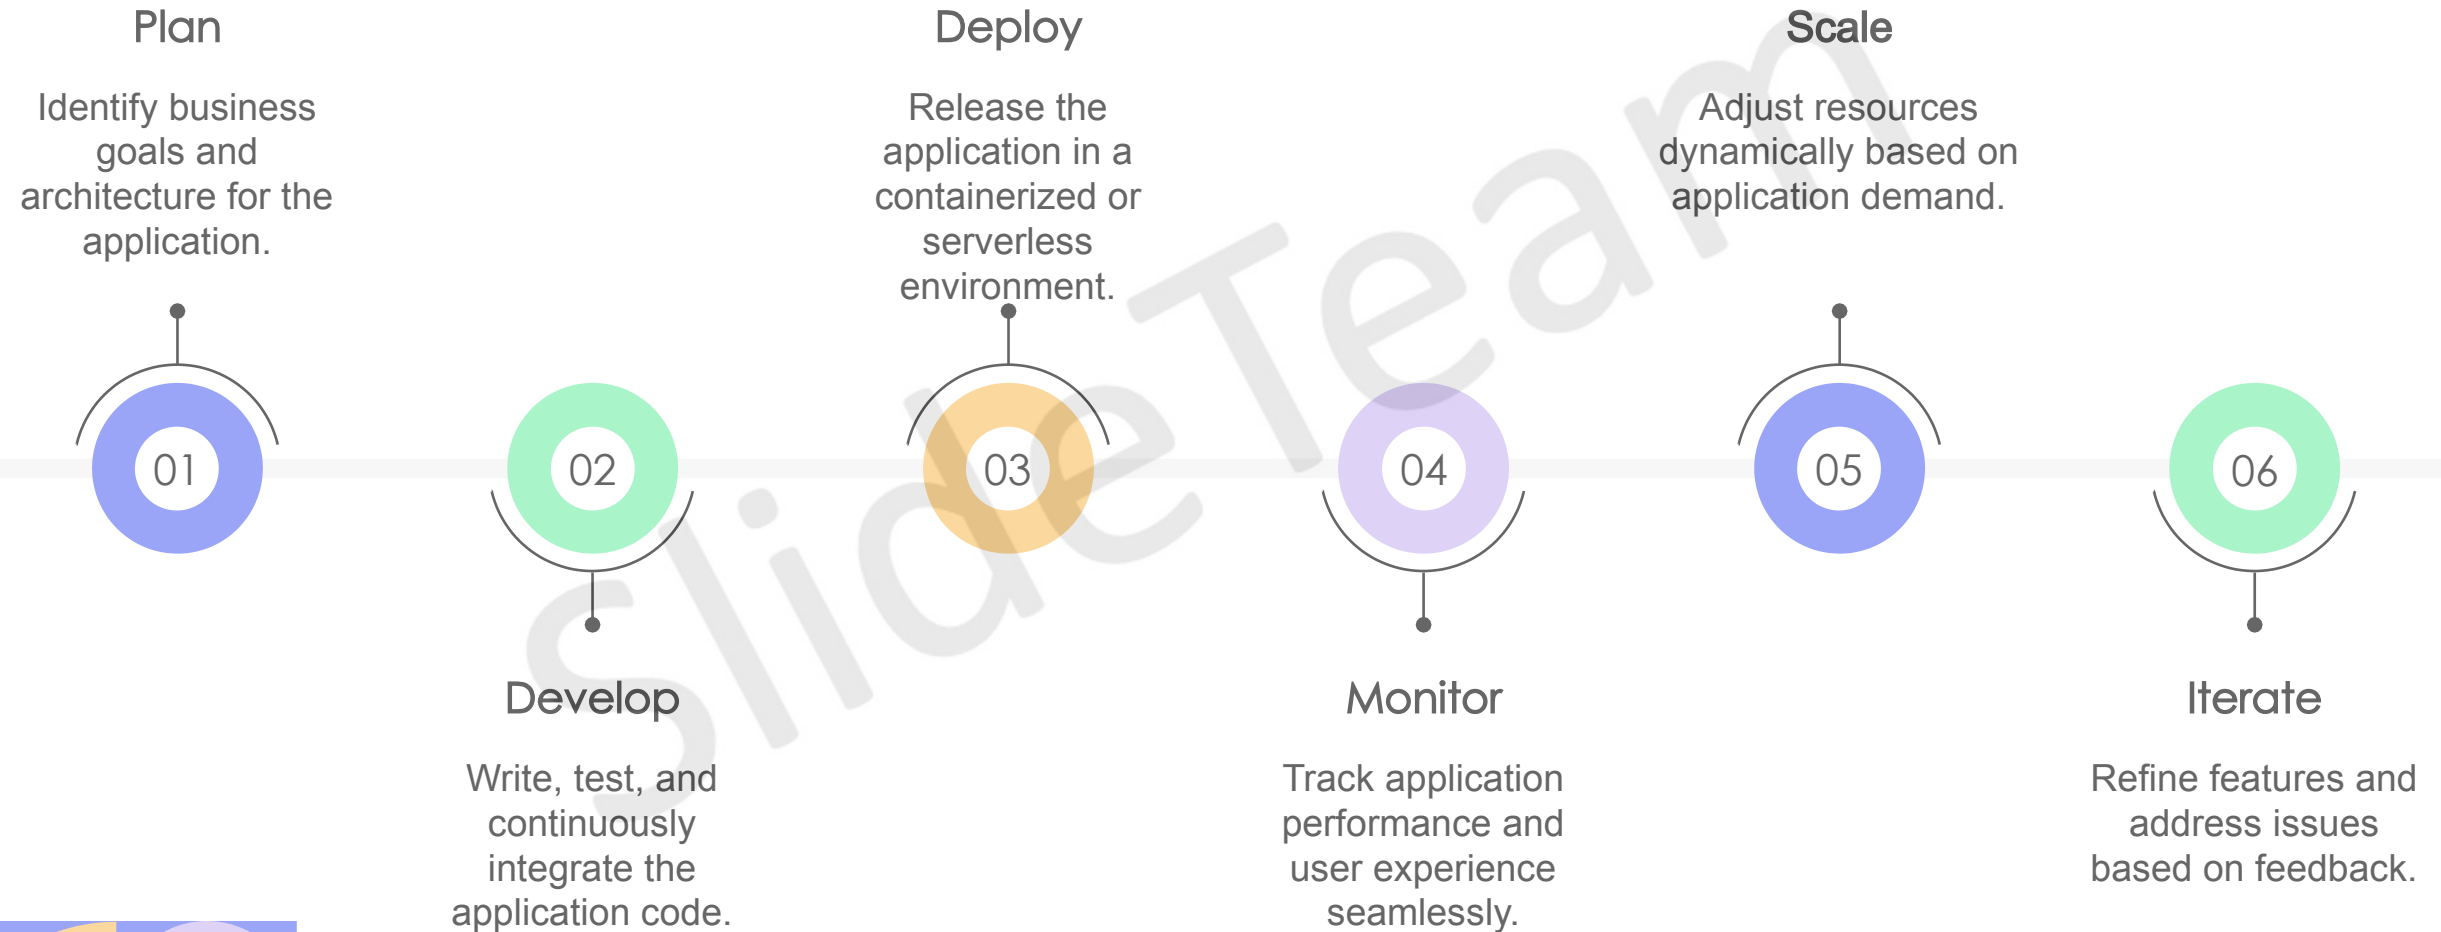 Plan
Identify business
goals and
architecture for the
application.
01
Develop
Write, test, and
continuously
integrate the
application code.
02
Deploy
Release the
application in a
containerized or
serverless
environment.
03
Monitor
Track application
performance and
user experience
seamlessly.
04
Scale
Adjust resources
dynamically based on
application demand.
05
Iterate
Refine features and
address issues
based on feedback.
06
SlideTeam